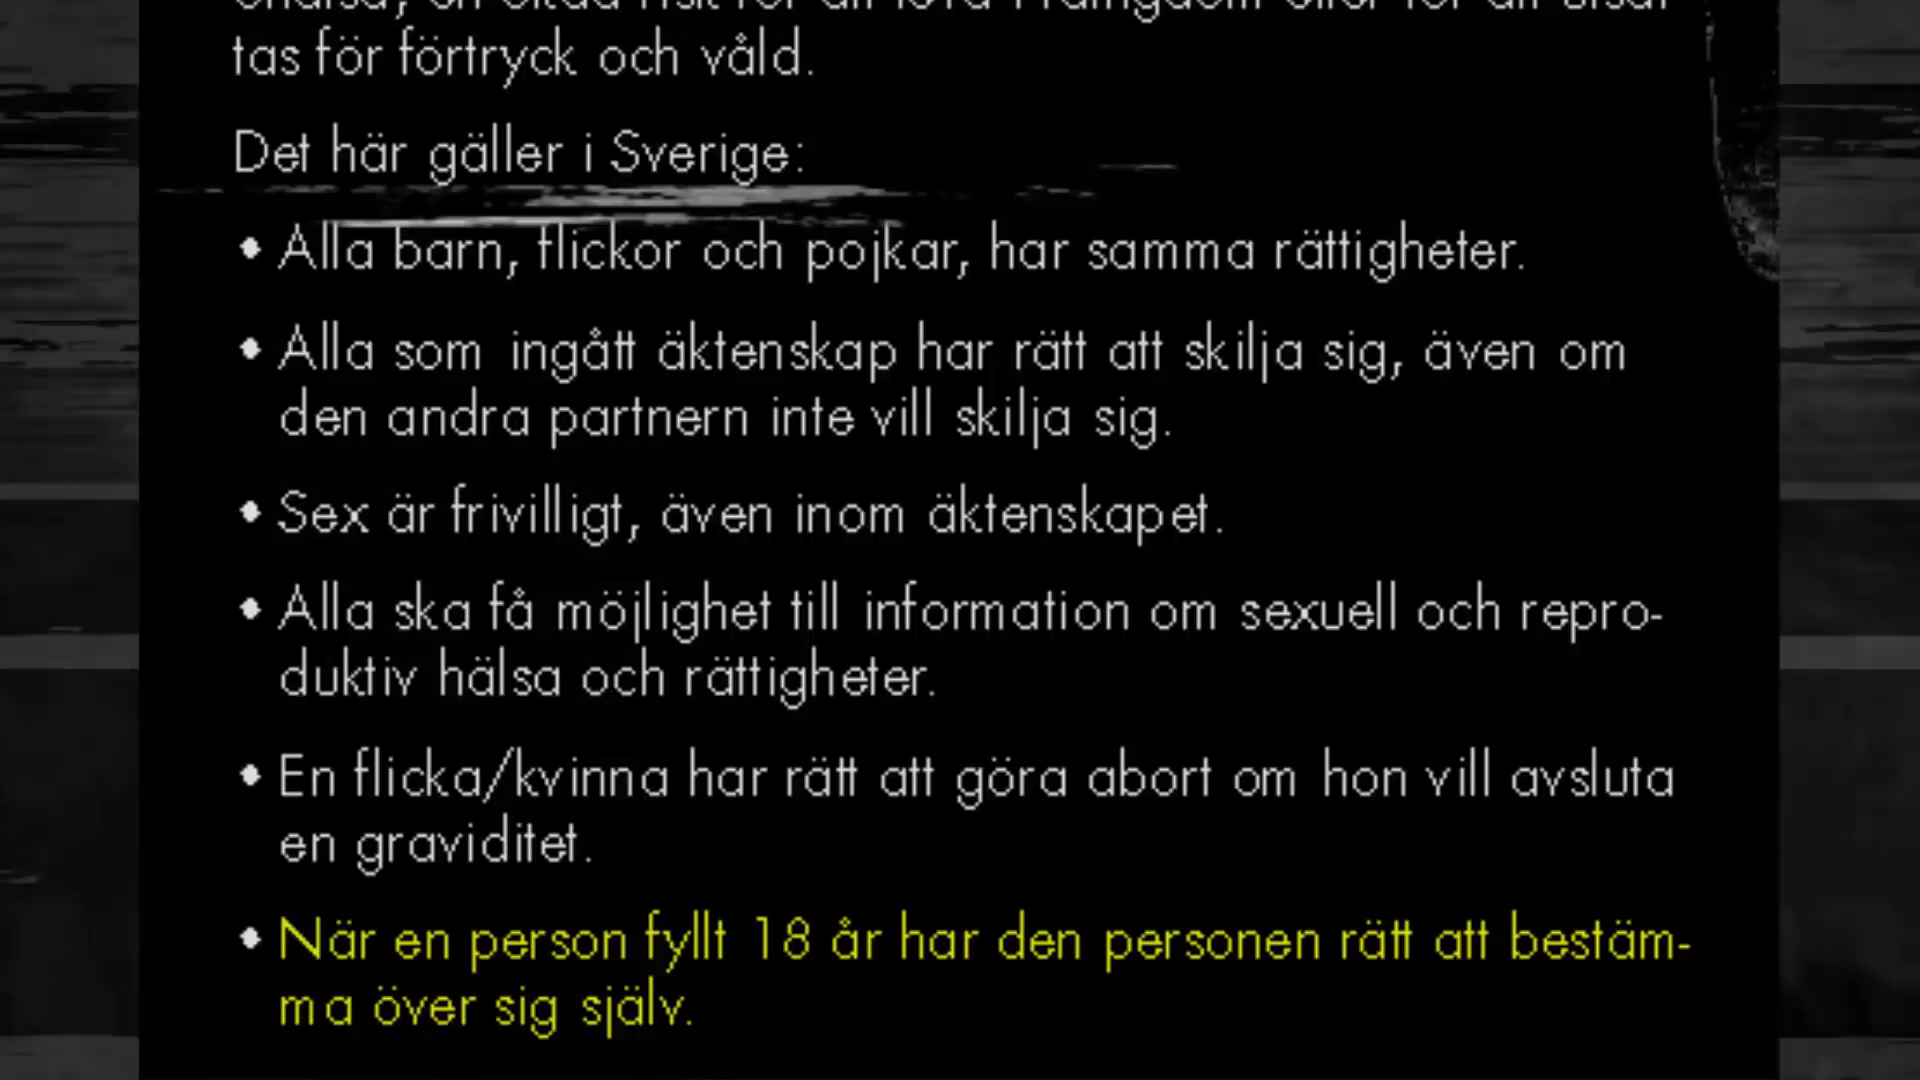 tas för förtryck och våld.
Det här gäller i Sverige:
• Alla barn, flickor och pojkar, har samma rättigheter.
• Alla som ingått äktenskap har rätt att skilja sig, även om
den andra partnern inte vill skilja sig.
• Sex är frivilligt, även inom äktenskapet.
• Alla ska få möjlighet till information om sexuell och repro-
duktiv hälsa och rättigheter.
• En flicka/kvinna har rätt att göra abort om hon vill avsluta
en graviditet.
• När en person fyllt 18 år har den personen rätt att bestäm-
ma över sig själv.